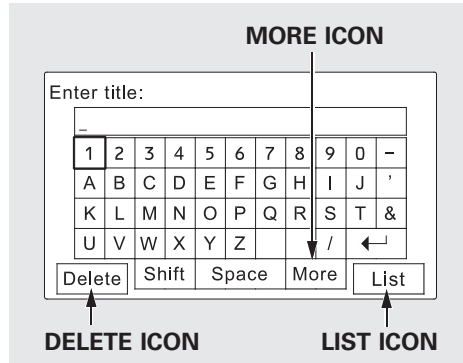 MORE ICON
Enter title:
_
1 2 3 4 5 6 7 8 9 0 –
A B C D E F G H I J ’
K L M N O P Q R S T &
U V W X Y Z /
Delete Shift Space More List
DELETE ICON LIST ICON